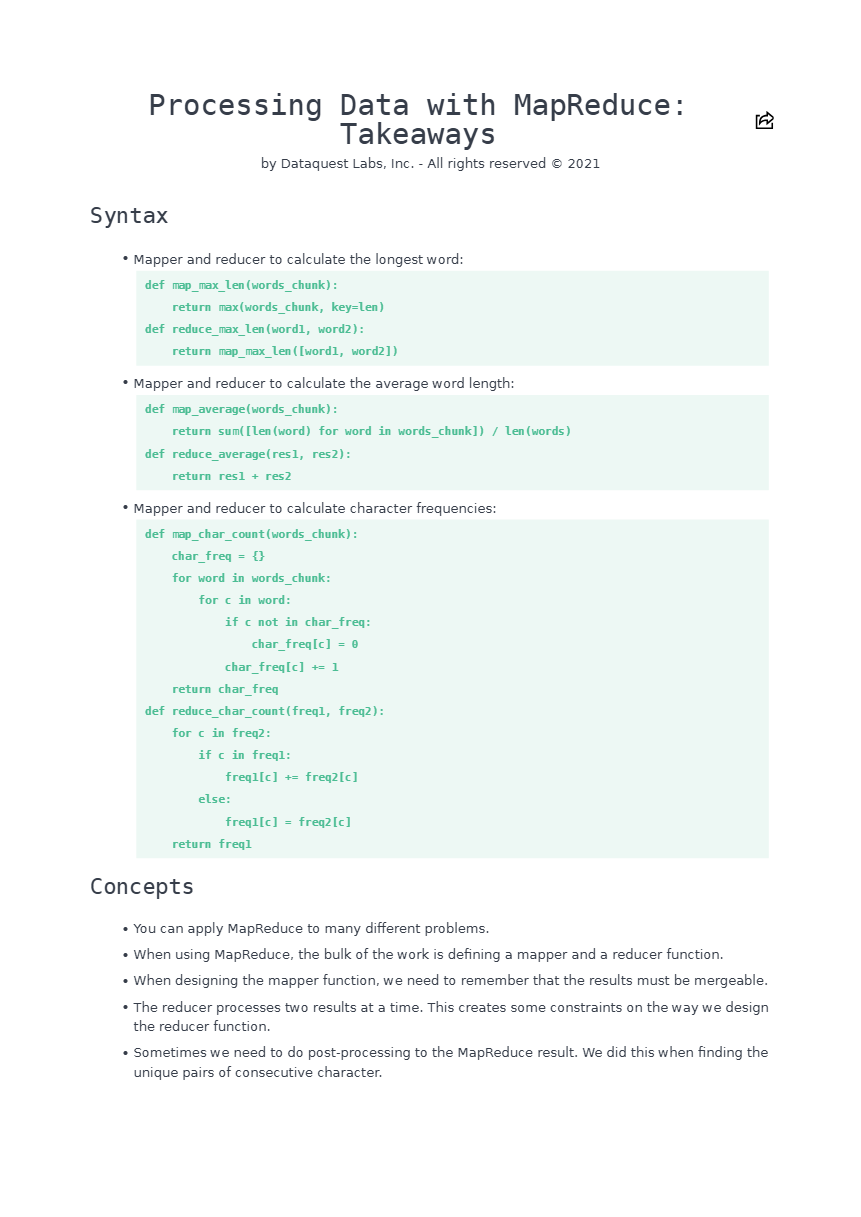 Processing Data with MapReduce:
Takeaways
by Dataquest Labs, Inc. - All rights reserved © 2021
Syntax
• Mapper and reducer to calculate the longest word:
def map_max_len(words_chunk):
    return max(words_chunk, key=len)
def reduce_max_len(word1, word2):
    return map_max_len([word1, word2])
• Mapper and reducer to calculate the average word length:
def map_average(words_chunk):
    return sum([len(word) for word in words_chunk]) / len(words)
def reduce_average(res1, res2):
    return res1 + res2
• Mapper and reducer to calculate character frequencies:
def map_char_count(words_chunk):
    char_freq = {}
    for word in words_chunk:
        for c in word:
            if c not in char_freq:
                char_freq[c] = 0
            char_freq[c] += 1
    return char_freq
def reduce_char_count(freq1, freq2):
    for c in freq2:
        if c in freq1:
            freq1[c] += freq2[c]
        else:
            freq1[c] = freq2[c]
    return freq1
Concepts
• You can apply MapReduce to many different problems.
• When using MapReduce, the bulk of the work is defining a mapper and a reducer function.
• When designing the mapper function, we need to remember that the results must be mergeable.
• The reducer processes two results at a time. This creates some constraints on the way we design
the reducer function.
• Sometimes we need to do post-processing to the MapReduce result. We did this when finding the
unique pairs of consecutive character.